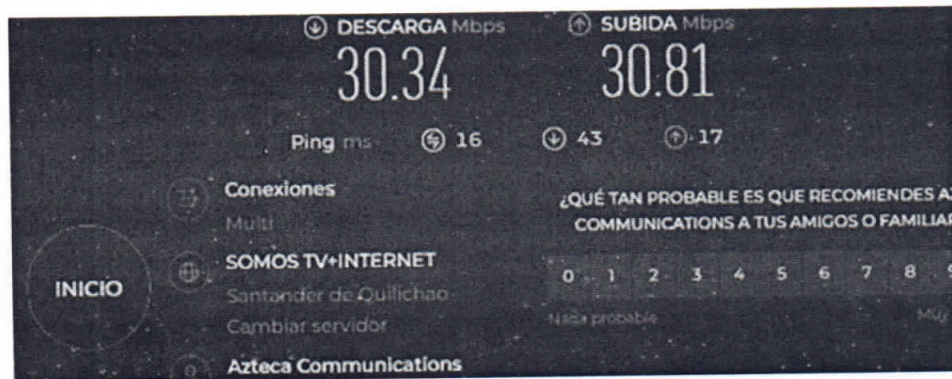 DESCARGA Mbps SUBIDA Mbps
30.34 30.81
Ping ms 16 43 17
Conexiones
Multi
¿QUÉ TAN PROBABLE ES QUE RECOMIENDES
COMMUNICATIONS A TUS AMIGOS O
INICIO
SOMOS TV+INTERNET
Santander de Quilichao
Cambiar servidor
0 1 2 3 4 5 6 7 8
Nada probable
Azteca Communications